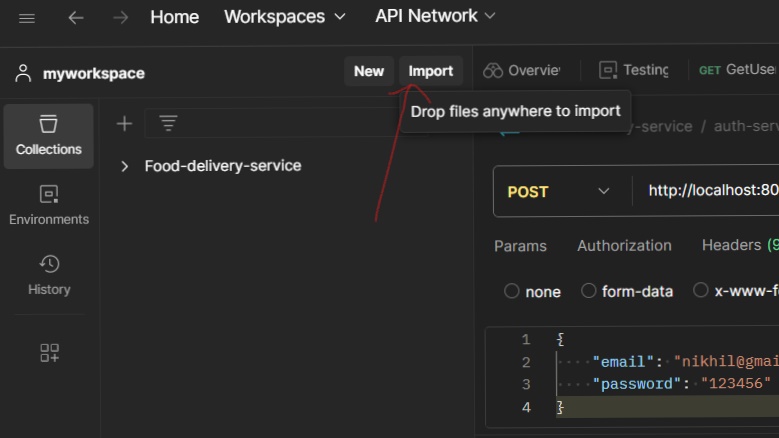 Home Workspaces API Network
myworkspace New Import Overvie Testing GET GetUse
Drop files anywhere to import
y-service / auth-serv
Collections
Food-delivery-service
POST http://localhost:80
Environments
Params Authorization Headers (9
History
none form-data x-www-f
1 {
2 "email": "nikhil@gmai
3 "password": "123456"
4 }